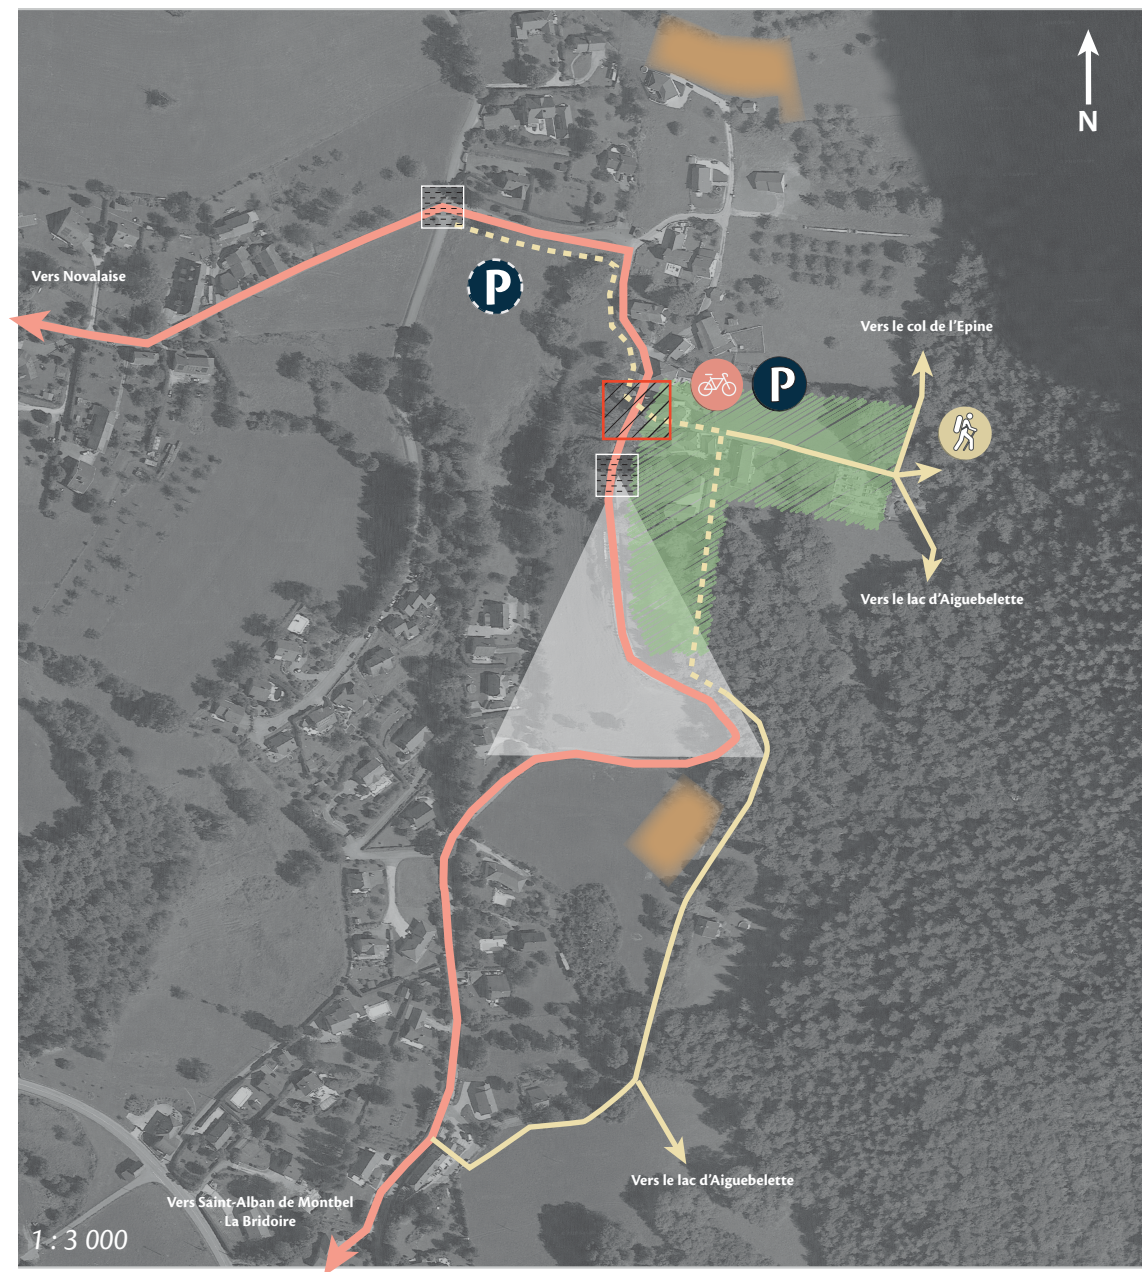 N
Vers Novalaise
P
Vers le col de l'Epine
P
Vers le lac d'Aiguebelette
Vers le lac d'Aiguebelette
Vers Saint-Alban de Montbel
La Bridoire
1 : 3 000